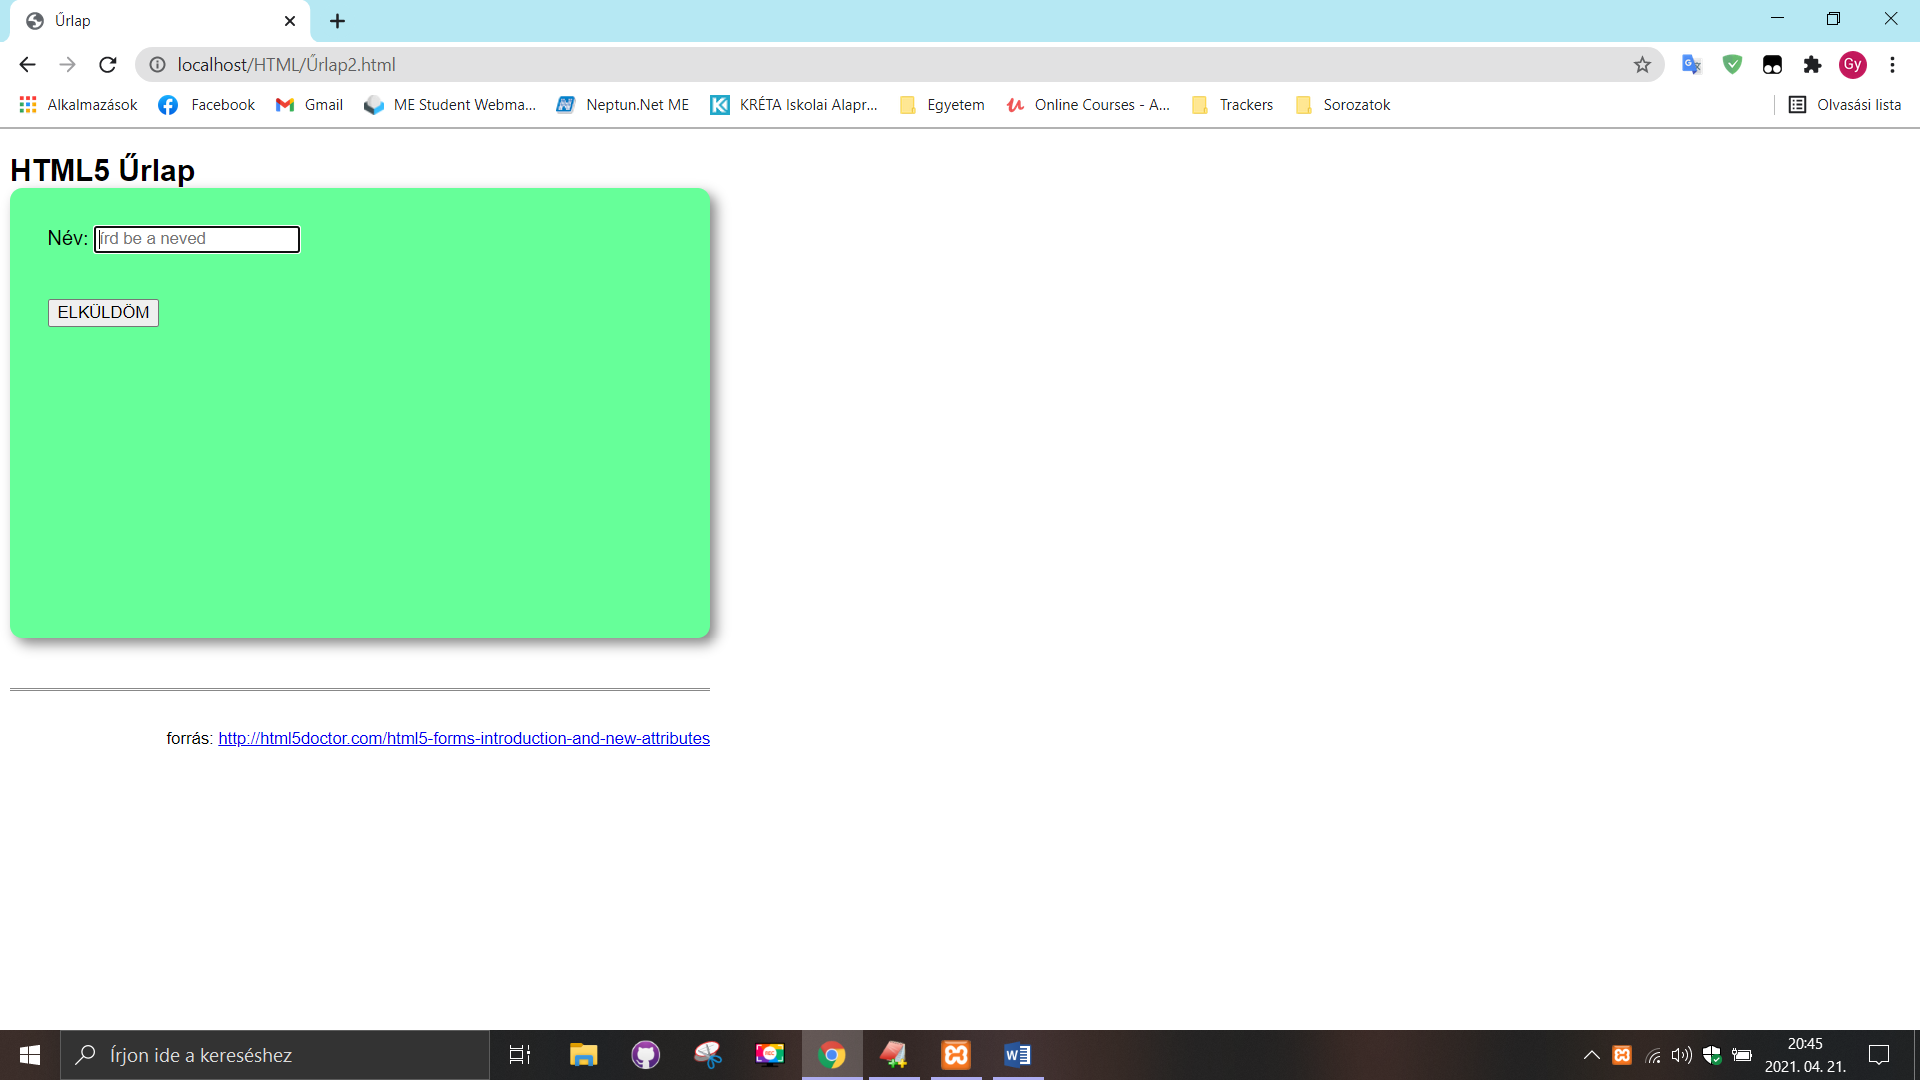 Űrlap
localhost/HTML/Űrlap2.html
Gy
Alkalmazások Facebook Gmail ME Student Webma... Neptun.Net ME KRÉTA Iskolai Alapr... Egyetem Online Courses - A... Trackers Sorozatok Olvasási lista
HTML5 Űrlap
Név: írd be a neved
ELKÜLDÖM
forrás: http://html5doctor.com/html5-forms-introduction-and-new-attributes
Írjon ide a kereséshez
20:45
2021. 04. 21.